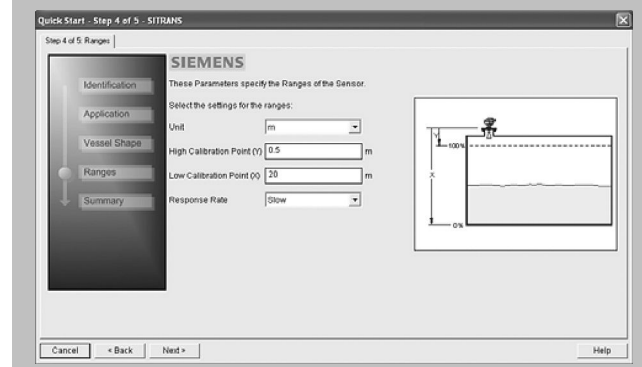 Quick Start - Step 4 of 5 - SITRANS
Step 4 of 5: Ranges
SIEMENS
Identification
Application
Vessel Shape
Ranges
Summary
These Parameters specify the Ranges of the Sensor.
Select the settings for the ranges:
Unit m
High Calibration Point (Y) 0.5 m
Low Calibration Point (X) 20 m
Response Rate Slow
Y
100%
X
0%
Cancel < Back Next > Help